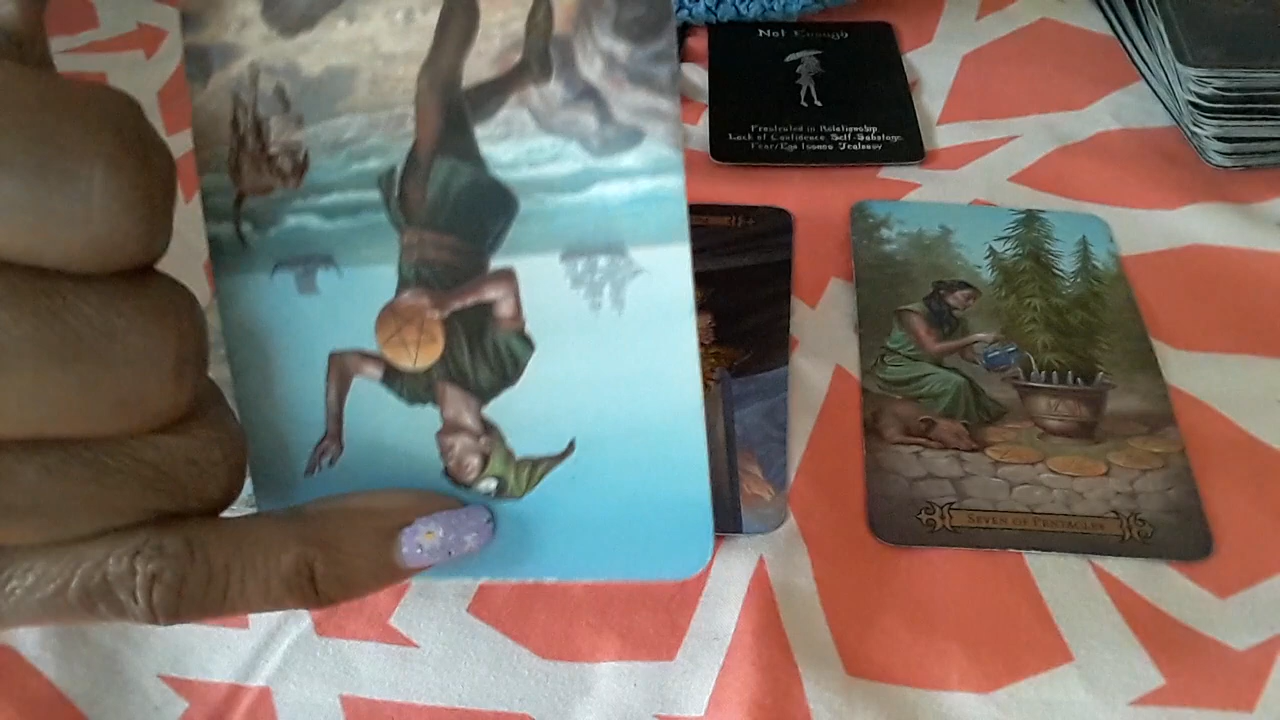 Not Enough
Frustrated in Relationship
Lack of Confidence Self-Sabotage
Fear/Ego Issues Jealousy
Seven of Pentacles